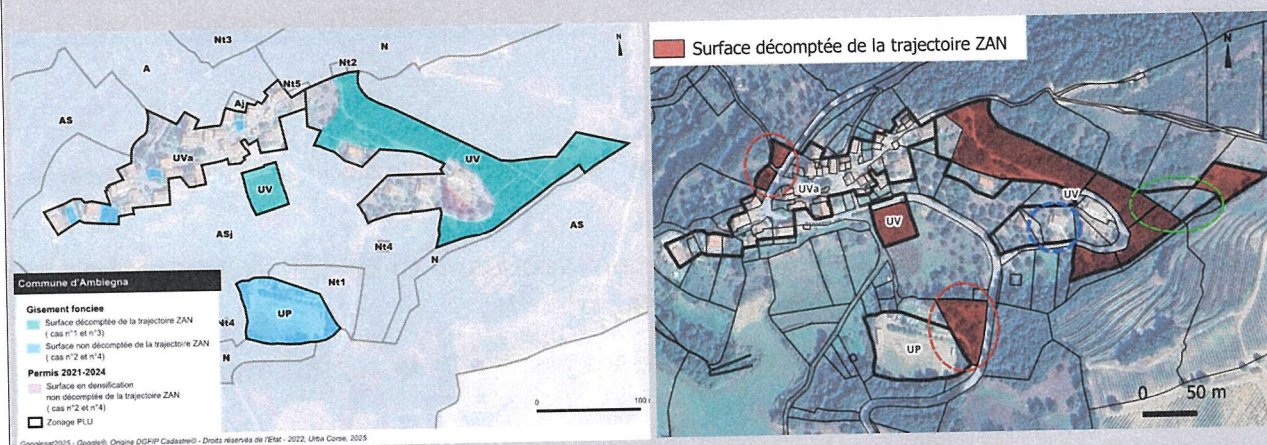 Nt3
N
N
A
Nt2
Nt5
Aj
AS
UVa
UV
UV
ASj
AS
Nt4
N
Nt1
UP
Nt4
N
Commune d'Ambiegna
Gisement foncies
Surface décomptée de la trajectoire ZAN
( cas n°1 et n°3)
Surface non décomptée de la trajectoire ZAN
( cas n°2 et n°4)
Permis 2021-2024
Surface en densification
non décomptée de la trajectoire ZAN
( cas n°2 et n°4)
Zonage PLU
0 100
Googlesat2025 - Google®, Origine DGFIP Cadastre© - Droits réservés de l'Etat - 2022, Urba Corse, 2025
Surface décomptée de la trajectoire ZAN
N
UVa
UV
UV
UP
0 50 m